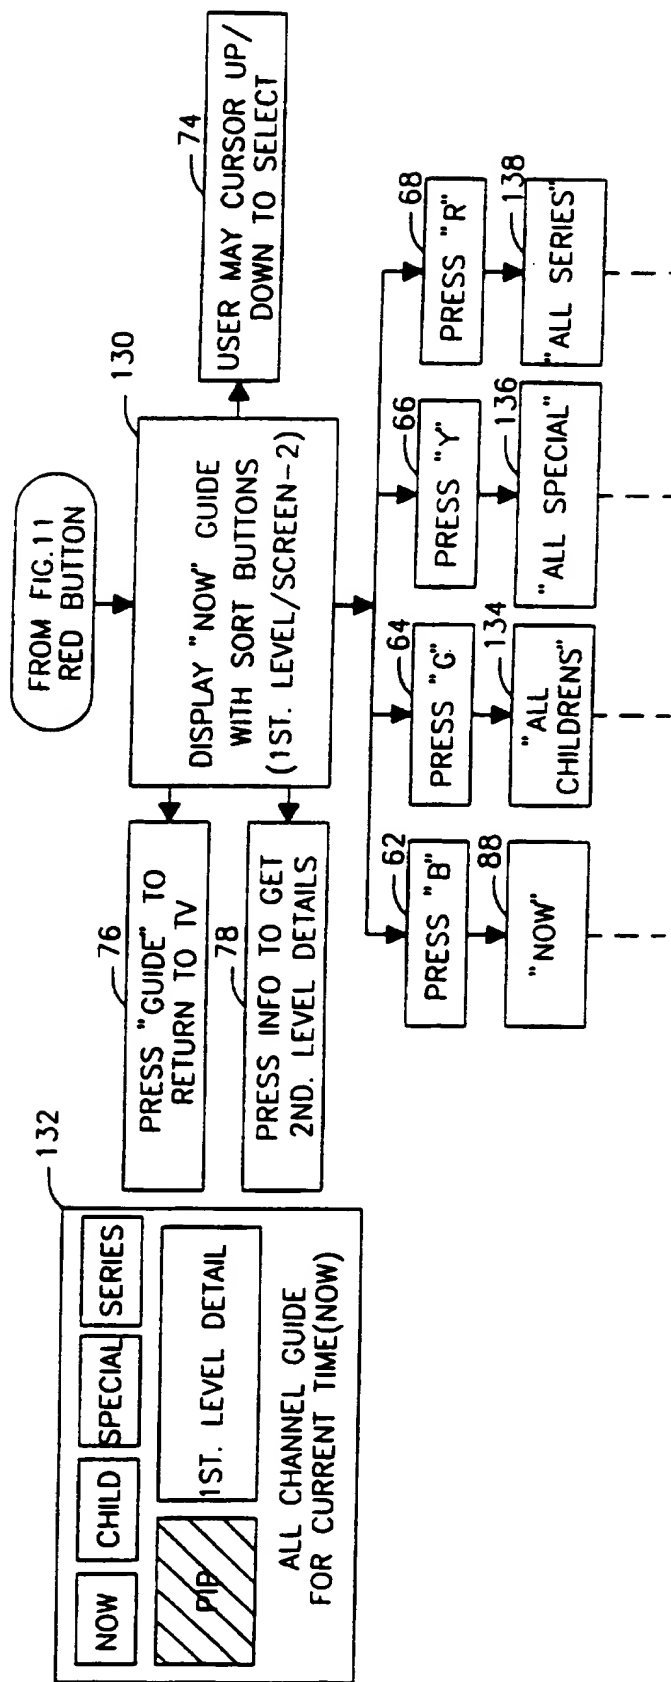 FROM FIG.11
RED BUTTON
130
DISPLAY "NOW" GUIDE
WITH SORT BUTTONS
(1ST. LEVEL/SCREEN-2)
74
USER MAY CURSOR UP/
DOWN TO SELECT
76
PRESS "GUIDE" TO
RETURN TO TV
78
PRESS INFO TO GET
2ND. LEVEL DETAILS
132
NOW
CHILD
SPECIAL
SERIES
PIP
1ST. LEVEL DETAIL
ALL CHANNEL GUIDE
FOR CURRENT TIME(NOW)
62
PRESS "B"
64
PRESS "G"
66
PRESS "Y"
68
PRESS "R"
88
"NOW"
134
"ALL
CHILDRENS"
136
"ALL SPECIAL"
138
"ALL SERIES"